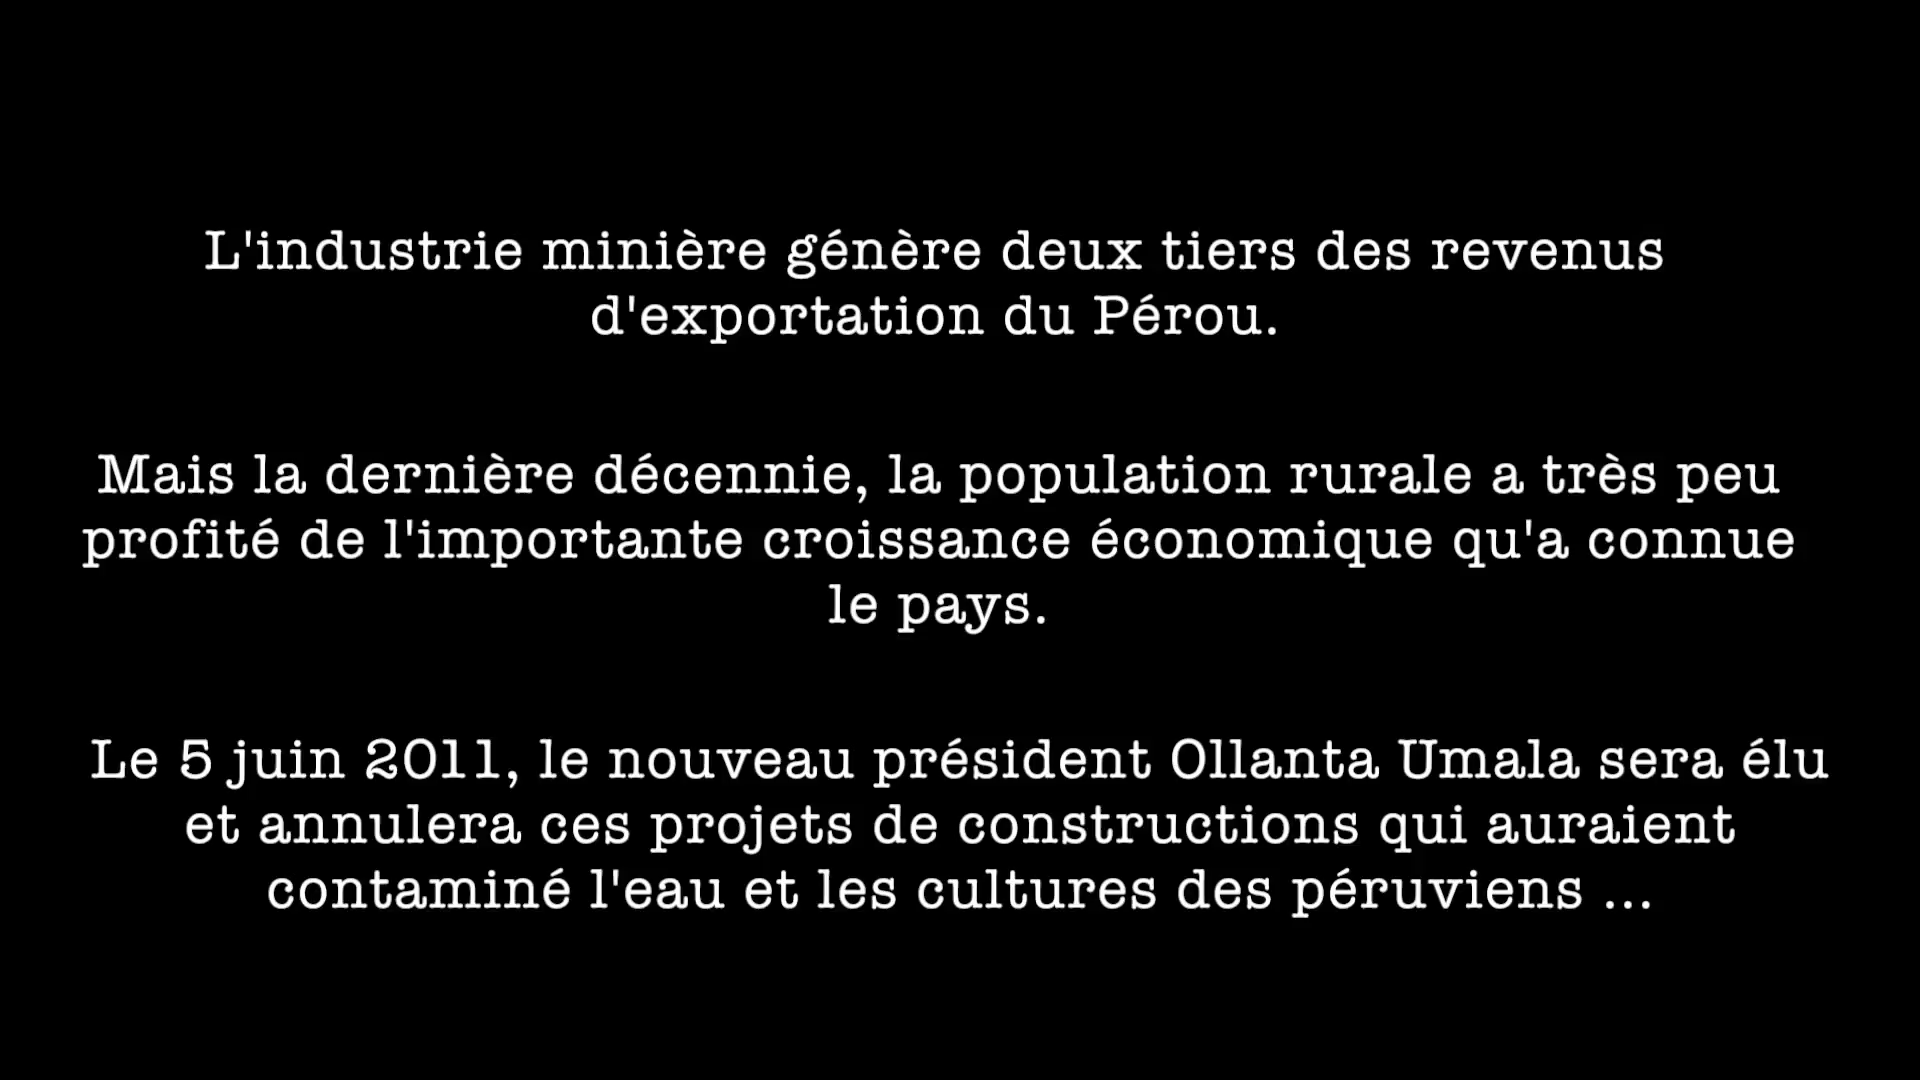 L'industrie minière génère deux tiers des revenus
d'exportation du Pérou.
Mais la dernière décennie, la population rurale a très peu
profité de l'importante croissance économique qu'a connue
le pays.
Le 5 juin 2011, le nouveau président Ollanta Umala sera élu
et annulera ces projets de constructions qui auraient
contaminé l'eau et les cultures des péruviens ...